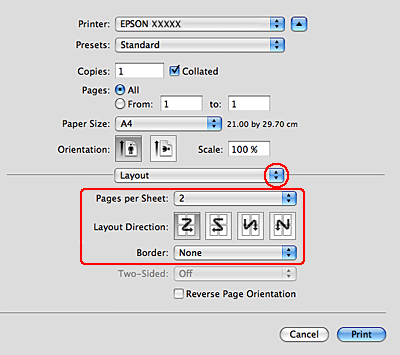 Printer: EPSON XXXXX
Presets: Standard
Copies: 1 Collated
Pages: All
From: 1 to: 1
Paper Size: A4 21.00 by 29.70 cm
Orientation: Scale: 100 %
Layout
Pages per Sheet: 2
Layout Direction:
Border: None
Two-Sided: Off
Reverse Page Orientation
Cancel Print